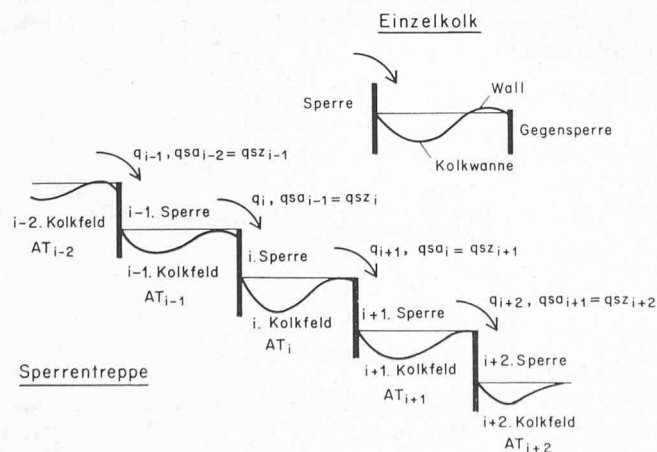 Einzelkolk
Sperre
Wall
Gegensperre
Kolkwanne
q i-1, qsa i-2 = qsz i-1
i-2. Kolkfeld
AT i-2
i-1. Sperre
q i, qsa i-1 = qsz i
i-1. Kolkfeld
AT i-1
i. Sperre
q i+1, qsa i = qsz i+1
i. Kolkfeld
AT i
i+1. Sperre
q i+2, qsa i+1 = qsz i+2
i+1. Kolkfeld
AT i+1
i+2. Sperre
i+2. Kolkfeld
AT i+2
Sperrentreppe